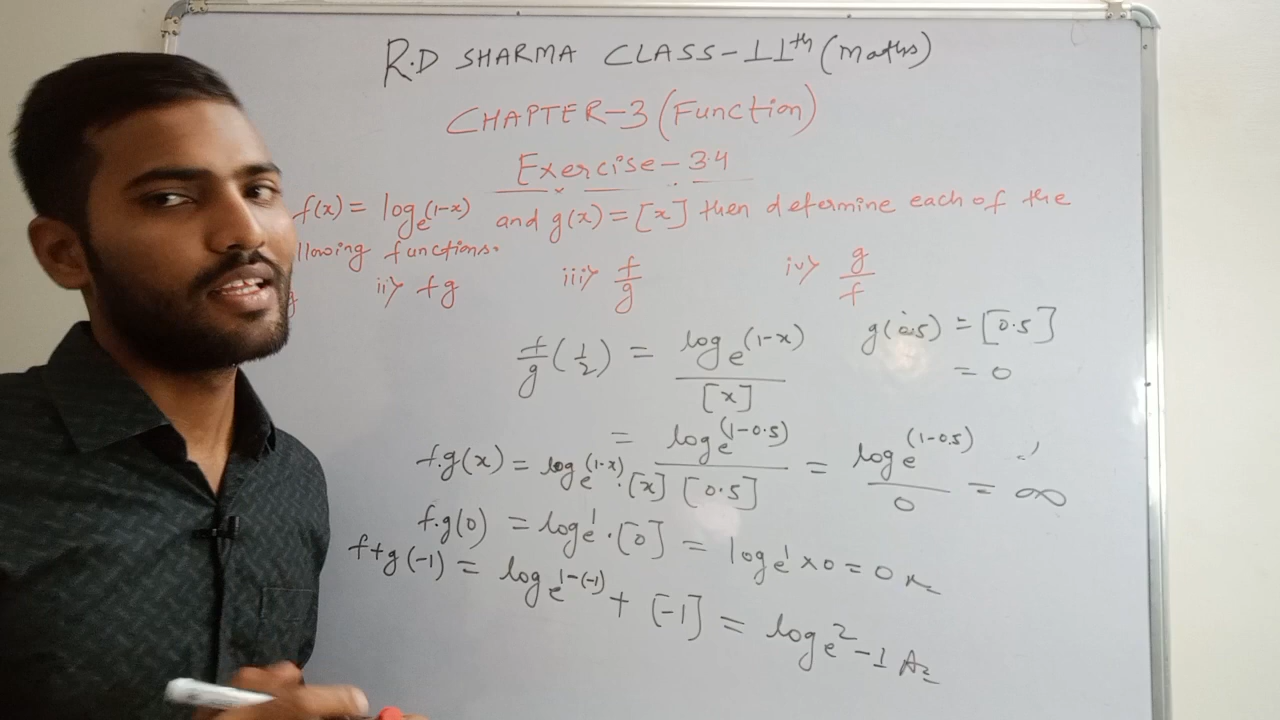 R.D SHARMA CLASS-11th (Maths)
CHAPTER-3 (Function)
Exercise-3.4
f(x) = loge(1-x) and g(x) = [x] then determine each of the
llowing functions.
g ii> fg iii> f/g iv> g/f
f/g (1/2) = loge(1-x) / [x] g(0.5) = [0.5]
= 0
= loge(1-0.5) / [0.5] = loge(1-0.5) / 0 = ∞
f.g(x) = loge(1-x).[x]
f.g(0) = loge1.[0] = loge1 x 0 = 0
f+g(-1) = loge1-(-1) + [-1] = loge2 - 1